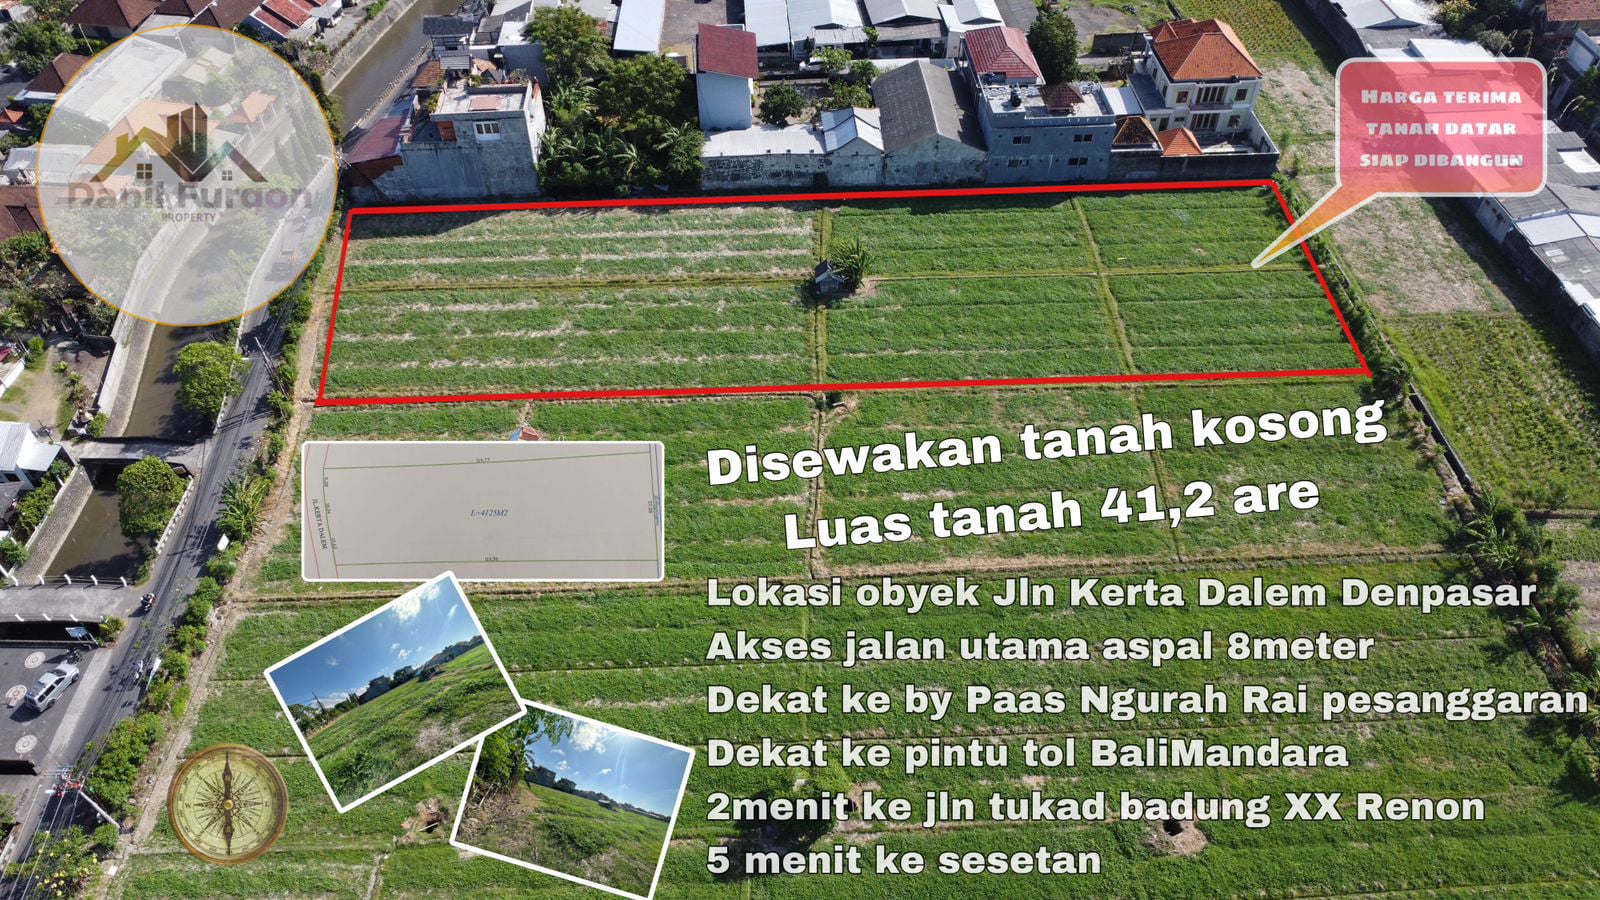 Danil Furqon
PROPERTY
HARGA TERIMA
TANAH DATAR
SIAP DIBANGUN
Disewakan tanah kosong
Luas tanah 41,2 are
L=4125M2
JL.KERTA DALEM
Lokasi obyek Jln Kerta Dalem Denpasar
Akses jalan utama aspal 8meter
Dekat ke by Paas Ngurah Rai pesanggaran
Dekat ke pintu tol BaliMandara
2menit ke jln tukad badung XX Renon
5 menit ke sesetan